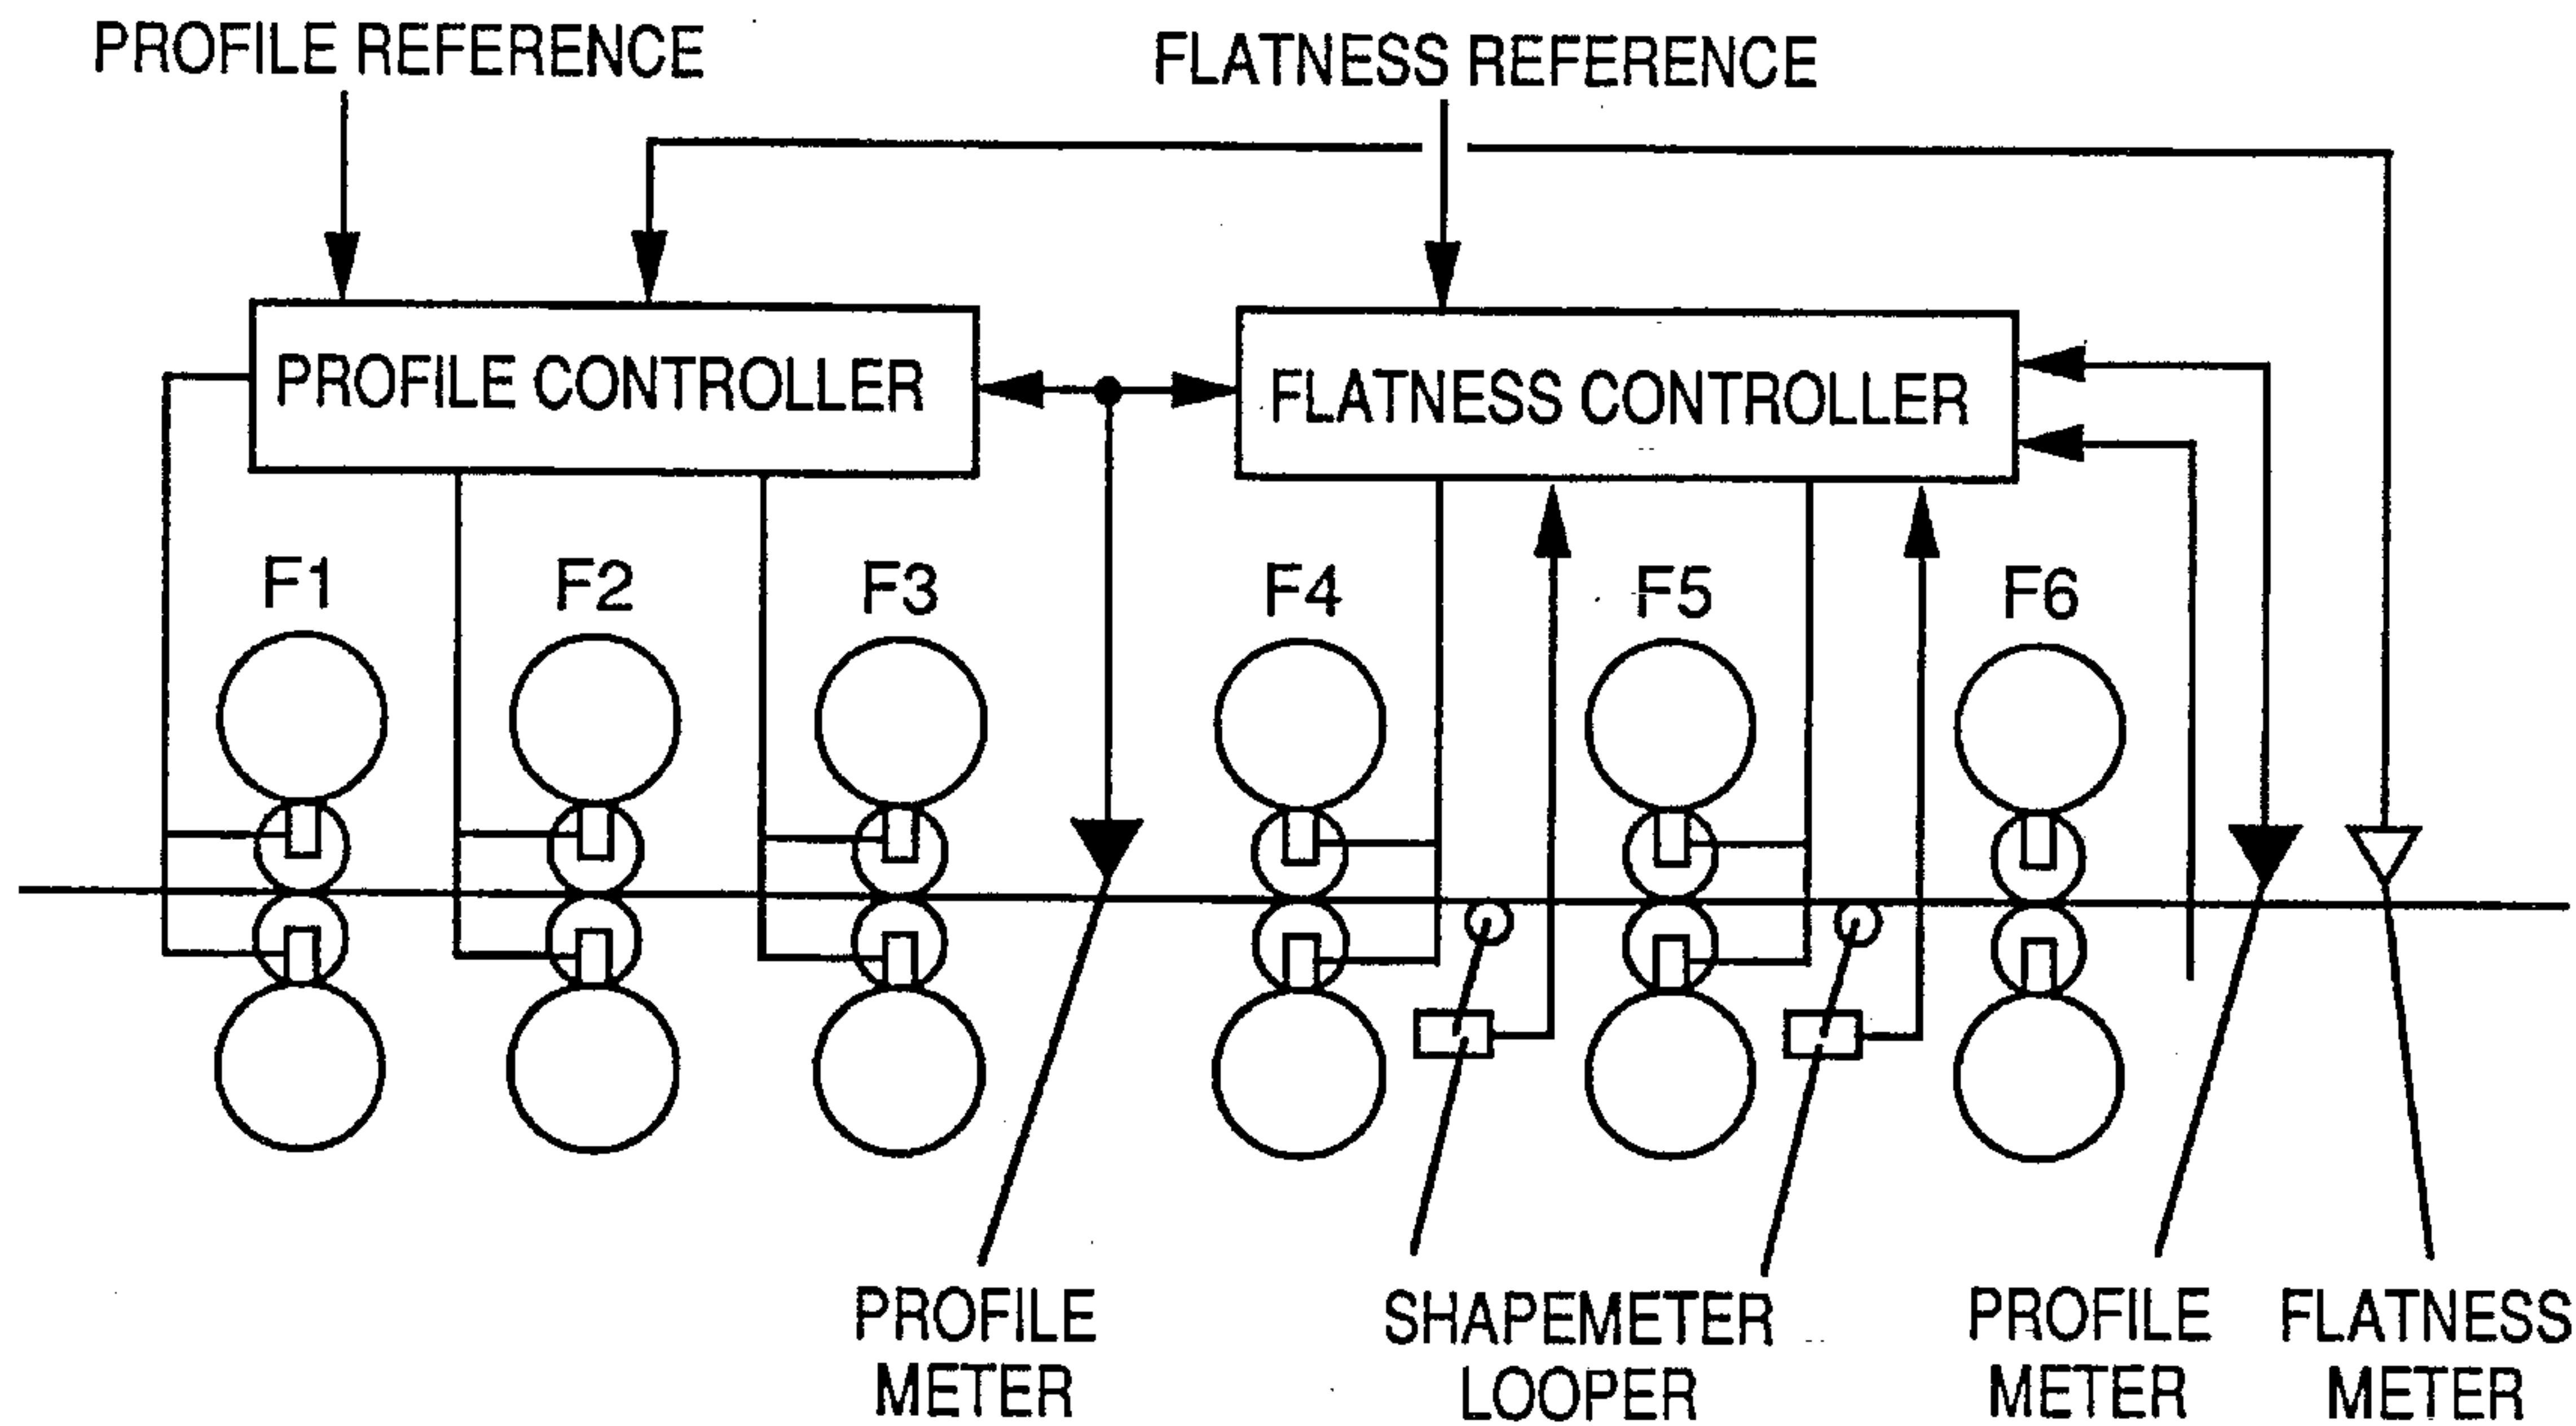 PROFILE REFERENCE
FLATNESS REFERENCE
PROFILE CONTROLLER
FLATNESS CONTROLLER
F1
F2
F3
F4
F5
F6
PROFILE
METER
SHAPEMETER
LOOPER
PROFILE
METER
FLATNESS
METER